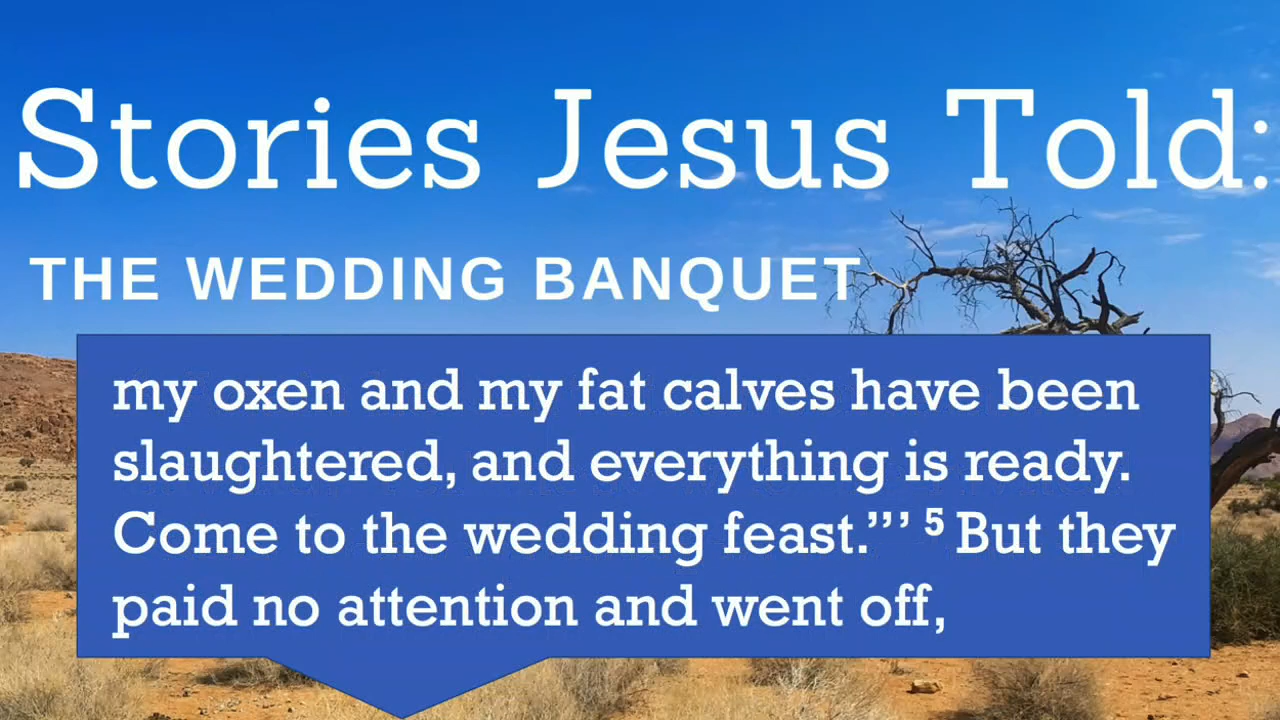 Stories Jesus Told:
THE WEDDING BANQUET
my oxen and my fat calves have been
slaughtered, and everything is ready.
Come to the wedding feast.”’ ⁵ But they
paid no attention and went off,